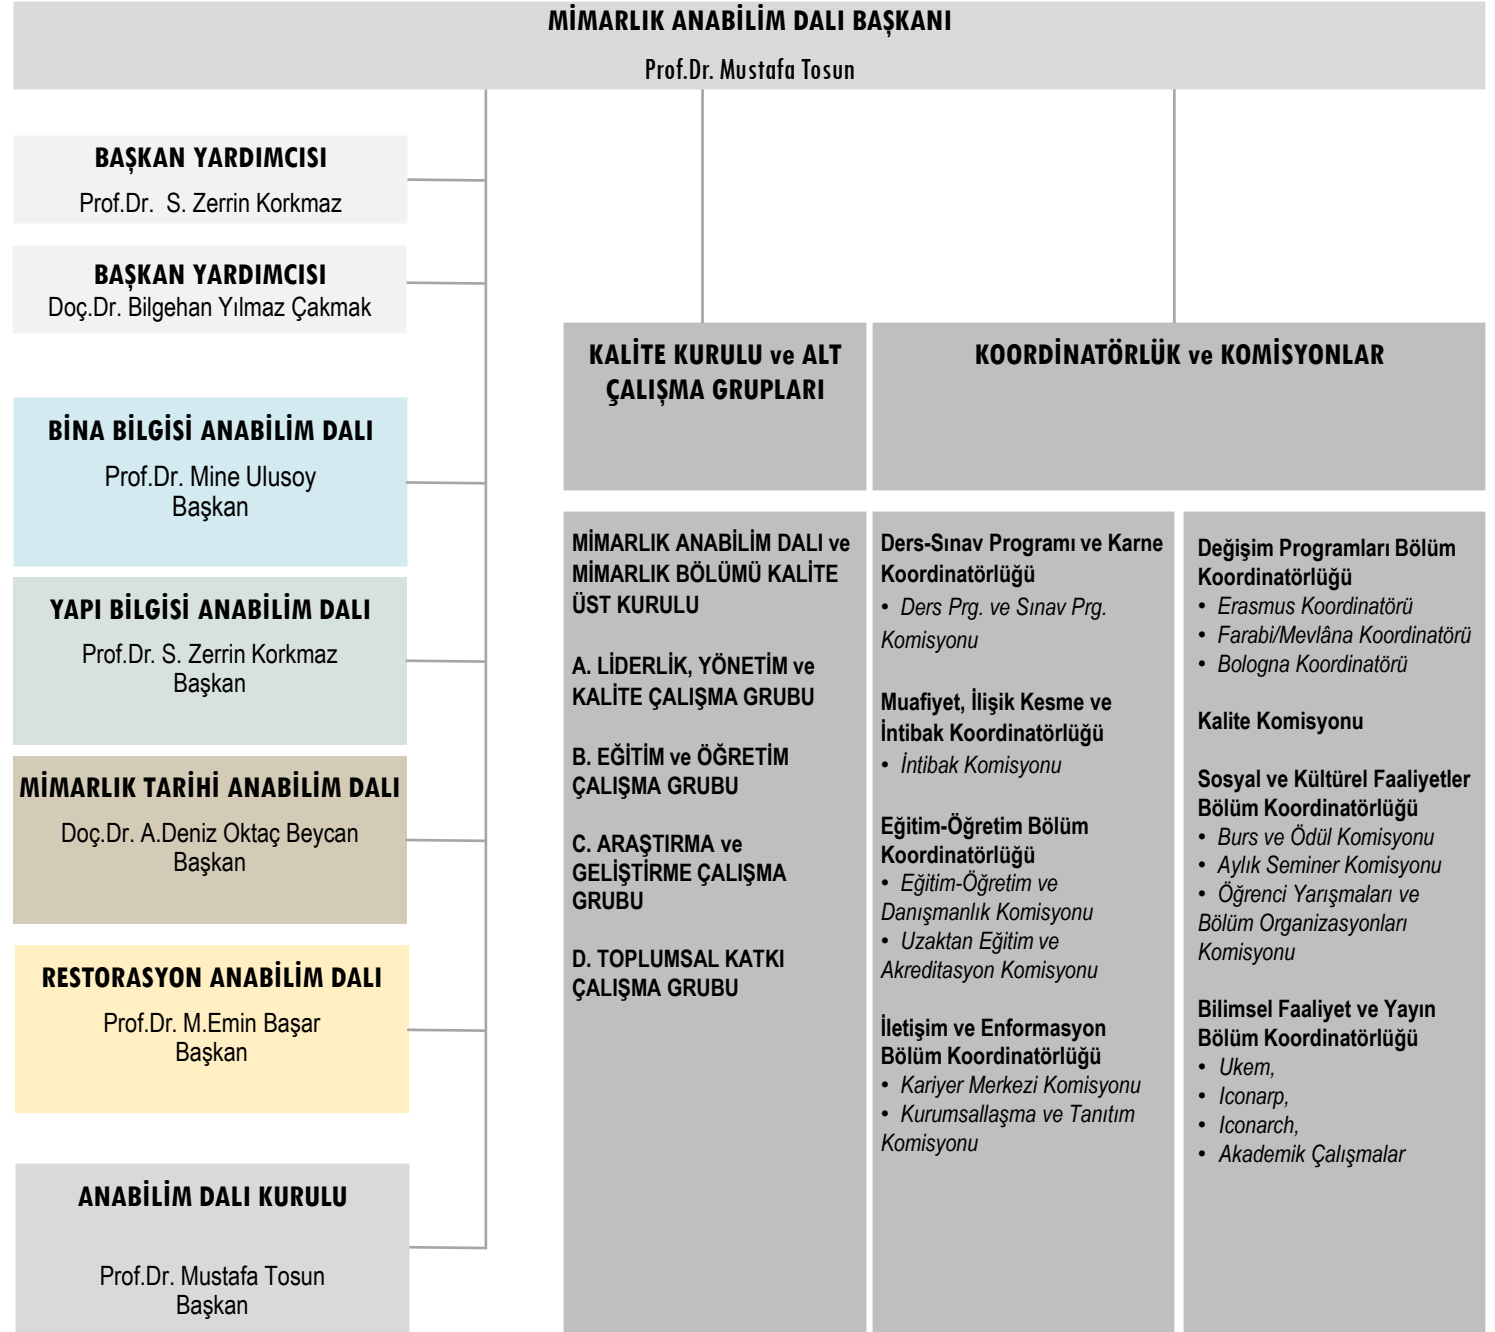 MİMARLIK ANABİLİM DALI BAŞKANI
Prof.Dr. Mustafa Tosun
BAŞKAN YARDIMCISI
Prof.Dr. S. Zerrin Korkmaz
BAŞKAN YARDIMCISI
Doç.Dr. Bilgehan Yılmaz Çakmak
BİNA BİLGİSİ ANABİLİM DALI
Prof.Dr. Mine Ulusoy
Başkan
YAPI BİLGİSİ ANABİLİM DALI
Prof.Dr. S. Zerrin Korkmaz
Başkan
MİMARLIK TARİHİ ANABİLİM DALI
Doç.Dr. A.Deniz Oktaç Beycan
Başkan
RESTORASYON ANABİLİM DALI
Prof.Dr. M.Emin Başar
Başkan
ANABİLİM DALI KURULU
Prof.Dr. Mustafa Tosun
Başkan
KALİTE KURULU ve ALT
ÇALIŞMA GRUPLARI
MİMARLIK ANABİLİM DALI ve
MİMARLIK BÖLÜMÜ KALİTE
ÜST KURULU
A. LİDERLİK, YÖNETİM ve
KALİTE ÇALIŞMA GRUBU
B. EĞİTİM ve ÖĞRETİM
ÇALIŞMA GRUBU
C. ARAŞTIRMA ve
GELİŞTİRME ÇALIŞMA
GRUBU
D. TOPLUMSAL KATKI
ÇALIŞMA GRUBU
KOORDİNATÖRLÜK ve KOMİSYONLAR
Ders-Sınav Programı ve Karne
Koordinatörlüğü
• Ders Prg. ve Sınav Prg.
Komisyonu
Muafiyet, İlişik Kesme ve
İntibak Koordinatörlüğü
• İntibak Komisyonu
Eğitim-Öğretim Bölüm
Koordinatörlüğü
• Eğitim-Öğretim ve
Danışmanlık Komisyonu
• Uzaktan Eğitim ve
Akreditasyon Komisyonu
İletişim ve Enformasyon
Bölüm Koordinatörlüğü
• Kariyer Merkezi Komisyonu
• Kurumsallaşma ve Tanıtım
Komisyonu
Değişim Programları Bölüm
Koordinatörlüğü
• Erasmus Koordinatörü
• Farabi/Mevlâna Koordinatörü
• Bologna Koordinatörü
Kalite Komisyonu
Sosyal ve Kültürel Faaliyetler
Bölüm Koordinatörlüğü
• Burs ve Ödül Komisyonu
• Aylık Seminer Komisyonu
• Öğrenci Yarışmaları ve
Bölüm Organizasyonları
Komisyonu
Bilimsel Faaliyet ve Yayın
Bölüm Koordinatörlüğü
• Ukem,
• Iconarp,
• Iconarch,
• Akademik Çalışmalar